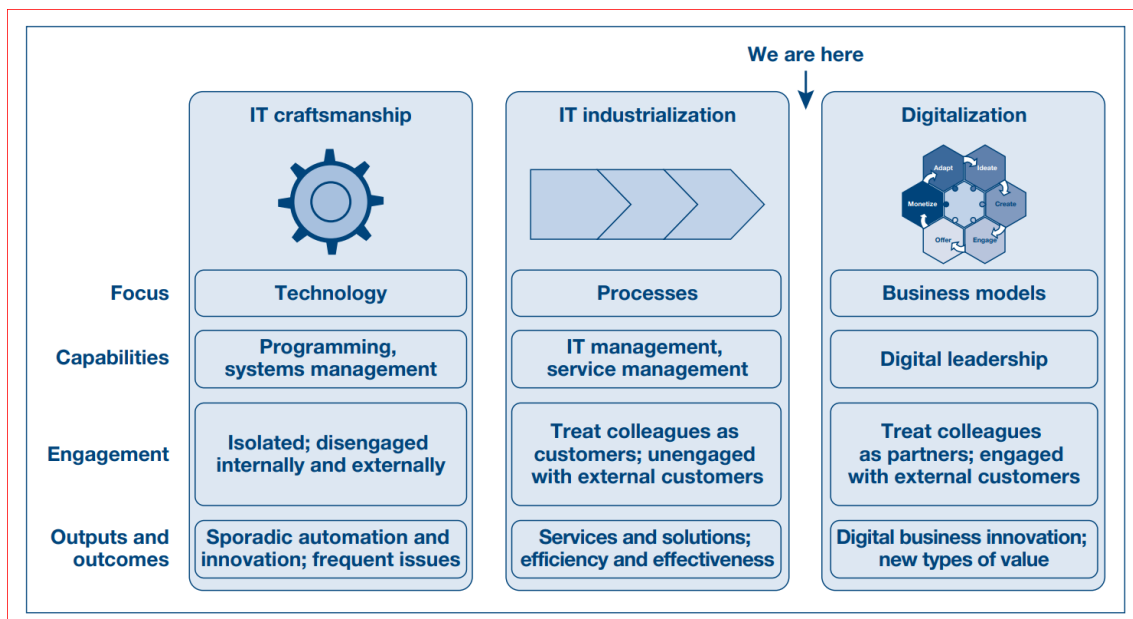 We are here
IT craftsmanship
IT industrialization
Digitalization
Adapt
Ideate
Monetize
Create
Offer
Engage
Focus
Technology
Processes
Business models
Capabilities
Programming,
systems management
IT management,
service management
Digital leadership
Engagement
Isolated; disengaged
internally and externally
Treat colleagues as
customers; unengaged
with external customers
Treat colleagues
as partners; engaged
with external customers
Outputs and
outcomes
Sporadic automation and
innovation; frequent issues
Services and solutions;
efficiency and effectiveness
Digital business innovation;
new types of value